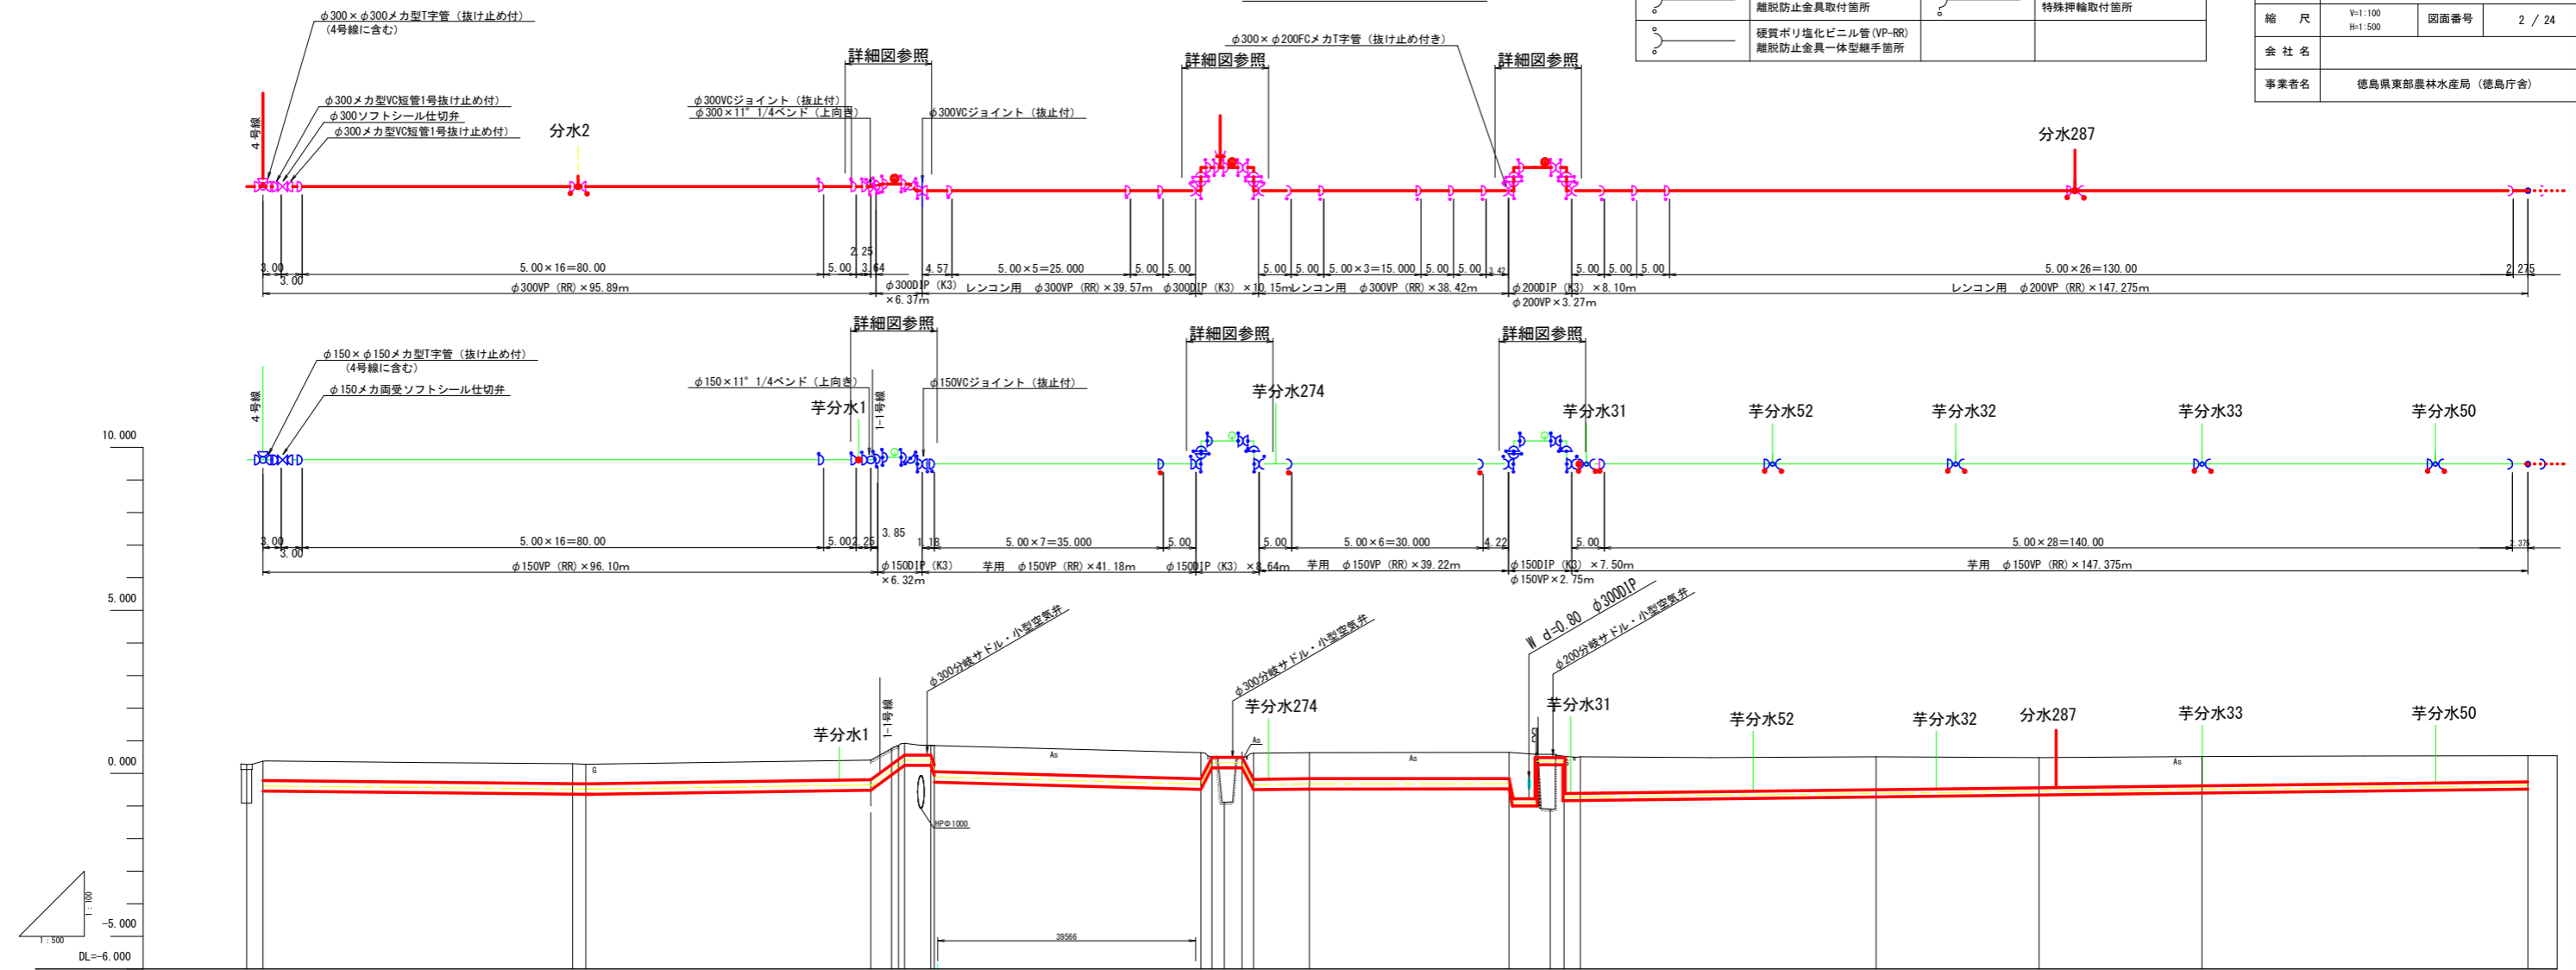 離脱防止金具取付箇所
特殊押輪取付箇所
硬質ポリ塩化ビニル管(VP-RR)
離脱防止金具一体型継手箇所
縮 尺
V=1:100
H=1:500
図面番号
2 / 24
会 社 名
事業者名
徳島県東部農林水産局 (徳島庁舎)
φ300×φ300メカ型T字管 (抜け止め付)
(4号線に含む)
φ300メカ型VC短管1号抜け止め付)
φ300ソフトシール仕切弁
φ300メカ型VC短管1号抜け止め付)
4号線
分水2
φ300VCジョイント (抜止付)
φ300×11° 1/4ベンド (上向き)
詳細図参照
φ300VCジョイント (抜止付)
詳細図参照
φ300×φ200FCメカT字管 (抜け止め付き)
詳細図参照
分水287
3.00
3.00
5.00×16=80.00
5.00
2.25
3.64
4.57
5.00×5=25.000
5.00
5.00
5.00
5.00
5.00×3=15.000
5.00
5.00
3.42
5.00
5.00
5.00
5.00×26=130.00
2.275
φ300VP (RR)×95.89m
φ300DIP (K3)
×6.37m
レンコン用 φ300VP (RR)×39.57m
φ300DIP (K3) ×10.15m
レンコン用 φ300VP (RR)×38.42m
φ200DIP (K3) ×8.10m
φ200VP×3.27m
レンコン用 φ200VP (RR)×147.275m
φ150×φ150メカ型T字管 (抜け止め付)
(4号線に含む)
φ150メカ両受ソフトシール仕切弁
4号線
φ150×11° 1/4ベンド (上向き)
芋分水1
1-1号線
詳細図参照
φ150VCジョイント (抜止付)
詳細図参照
芋分水274
詳細図参照
芋分水31
芋分水52
芋分水32
芋分水33
芋分水50
3.00
3.00
5.00×16=80.00
5.00
2.25
3.85
1.18
5.00×7=35.000
5.00
5.00
5.00×6=30.000
4.22
5.00
5.00×28=140.00
2.375
φ150VP (RR)×96.10m
φ150DIP (K3)
×6.32m
芋用 φ150VP (RR)×41.18m
φ150DIP (K3) ×8.64m
芋用 φ150VP (RR)×39.22m
φ150DIP (K3) ×7.50m
φ150VP×2.75m
芋用 φ150VP (RR)×147.375m
10.000
5.000
0.000
-5.000
DL=-6.000
1:100
1:500
G
芋分水1
1-1号線
φ300分岐サドル・小型空気弁
HPΦ1000
As
39566
φ300分岐サドル・小型空気弁
As
芋分水274
As
W d=0.80 φ300DIP
φ200分岐サドル・小型空気弁
芋分水31
芋分水52
芋分水32
分水287
As
芋分水33
芋分水50